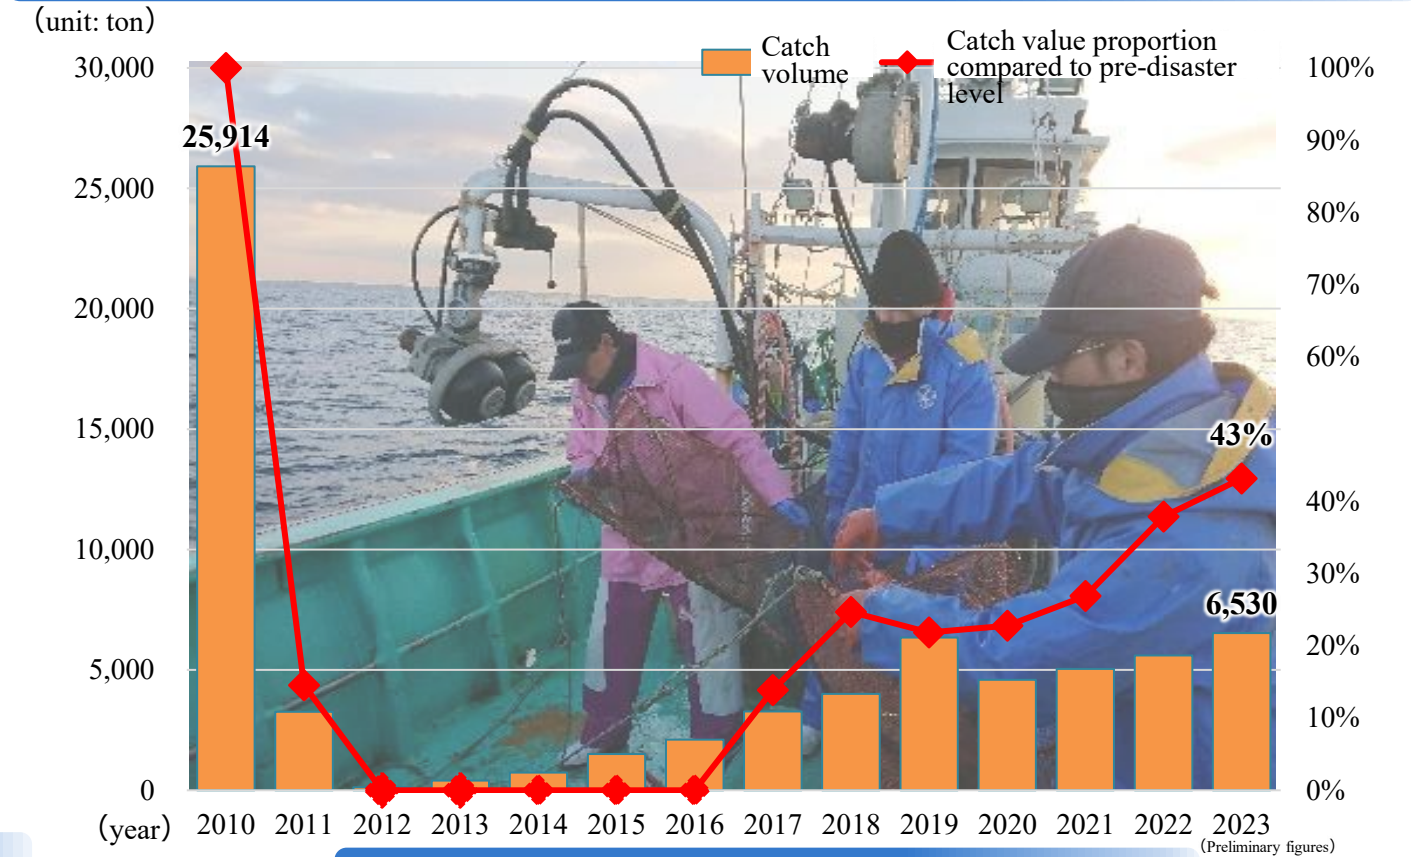 （unit: ton）
Catch
volume
Catch value proportion
compared to pre-disaster
level
30,000
25,000
20,000
15,000
10,000
5,000
0
100%
90%
80%
70%
60%
40%
30%
20%
10%
0%
25,914
43%
6,530
（year） 2010 2011 2012 2013 2014 2015 2016 2017 2018 2019 2020 2021 2022 2023
（Preliminary figures）